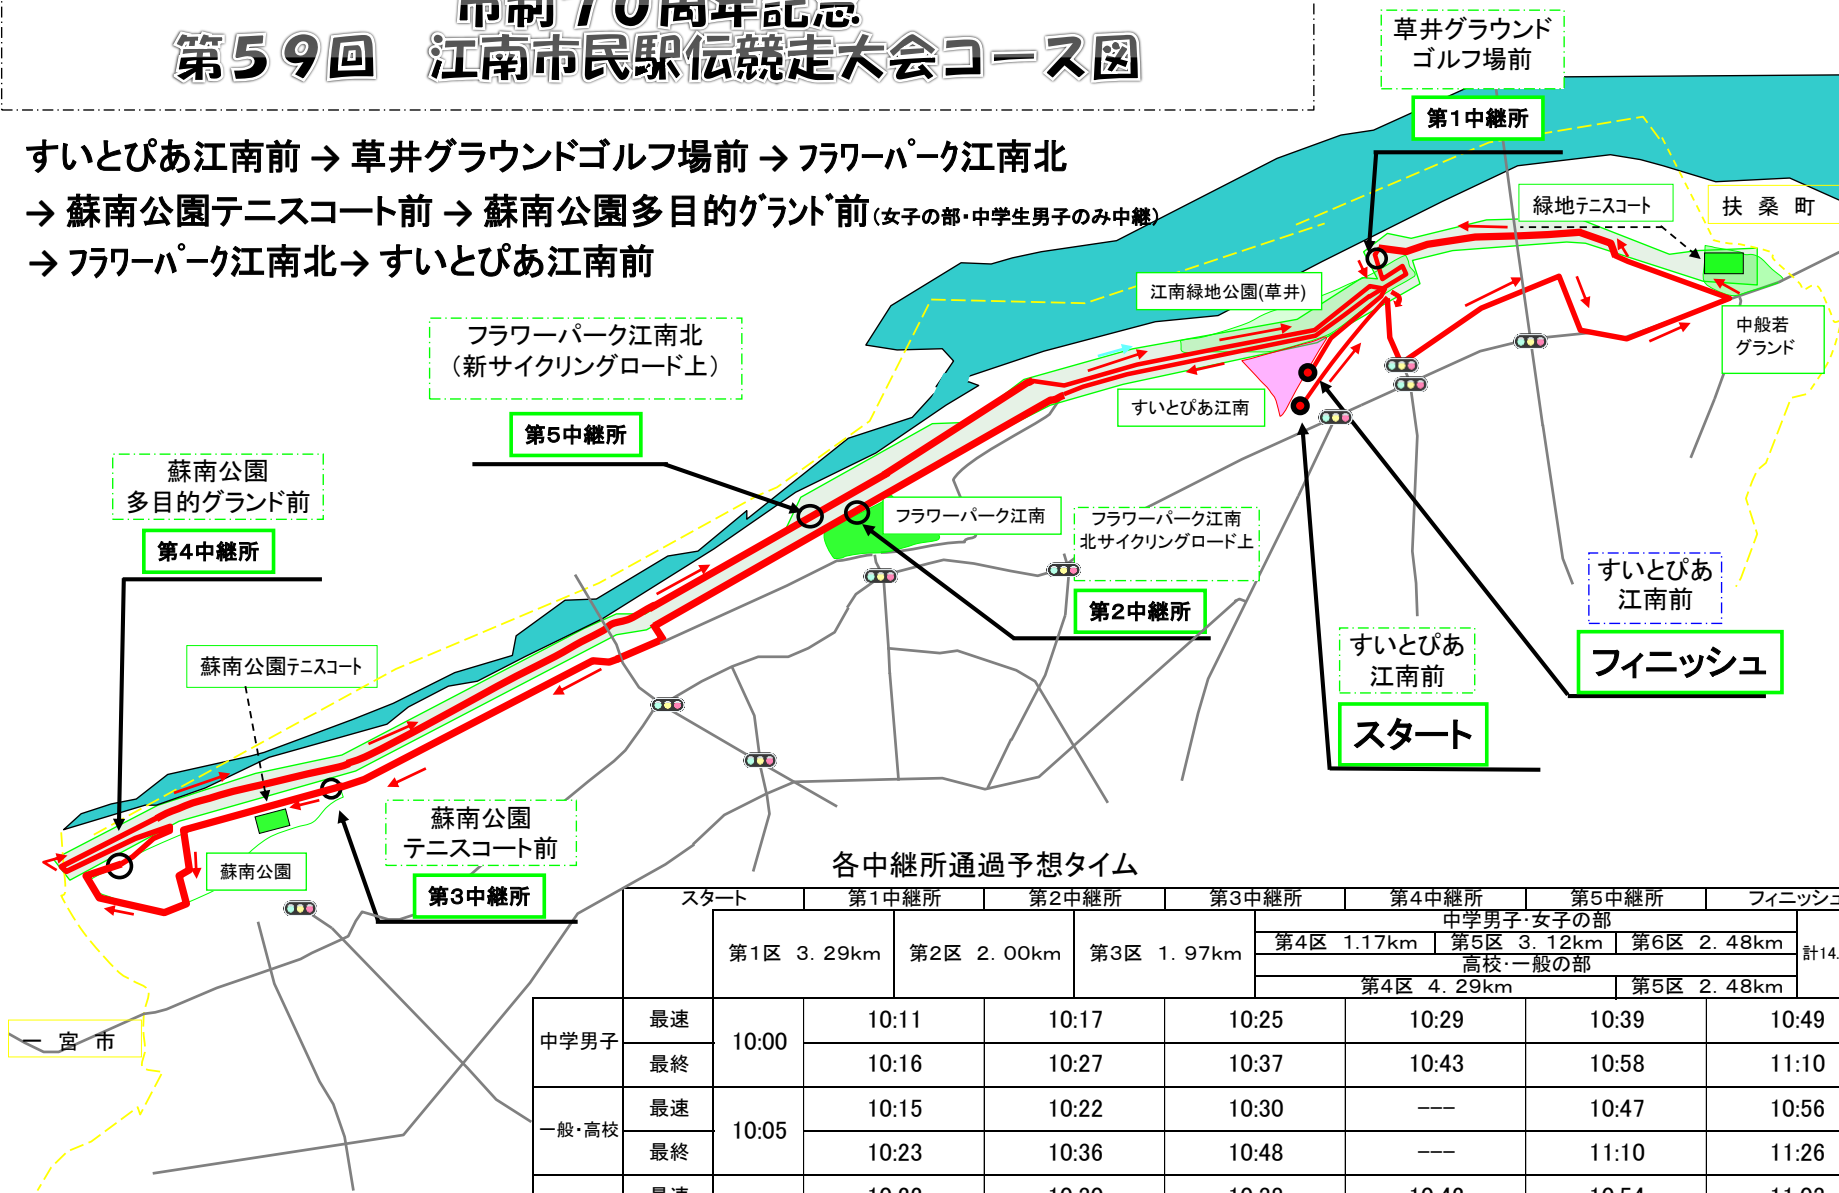 市制70周年記念
第59回 江南市民駅伝競走大会コース図
すいとぴあ江南前 → 草井グラウンドゴルフ場前 → フラワーパーク江南北
→ 蘇南公園テニスコート前 → 蘇南公園多目的グランド前(女子の部・中学生男子のみ中継)
→ フラワーパーク江南北→ すいとぴあ江南前
草井グラウンド
ゴルフ場前
第1中継所
緑地テニスコート
扶桑町
江南緑地公園(草井)
中般若
グランド
フラワーパーク江南北
(新サイクリングロード上)
第5中継所
すいとぴあ江南
蘇南公園
多目的グランド前
第4中継所
フラワーパーク江南
フラワーパーク江南
北サイクリングロード上
第2中継所
すいとぴあ
江南前
フィニッシュ
すいとぴあ
江南前
スタート
蘇南公園テニスコート
蘇南公園
テニスコート前
第3中継所
蘇南公園
一宮市
各中継所通過予想タイム
スタート 第1中継所 第2中継所 第3中継所 第4中継所 第5中継所 フィニッシュ
中学男子・女子の部
第1区 3.29km 第2区 2.00km 第3区 1.97km 第4区 1.17km 第5区 3.12km 第6区 2.48km 計14.
高校・一般の部
第4区 4.29km 第5区 2.48km
中学男子 最速 10:00 10:11 10:17 10:25 10:29 10:39 10:49
最終 10:16 10:27 10:37 10:43 10:58 11:10
一般・高校 最速 10:05 10:15 10:22 10:30 --- 10:47 10:56
最終 10:23 10:36 10:48 --- 11:10 11:26
最速